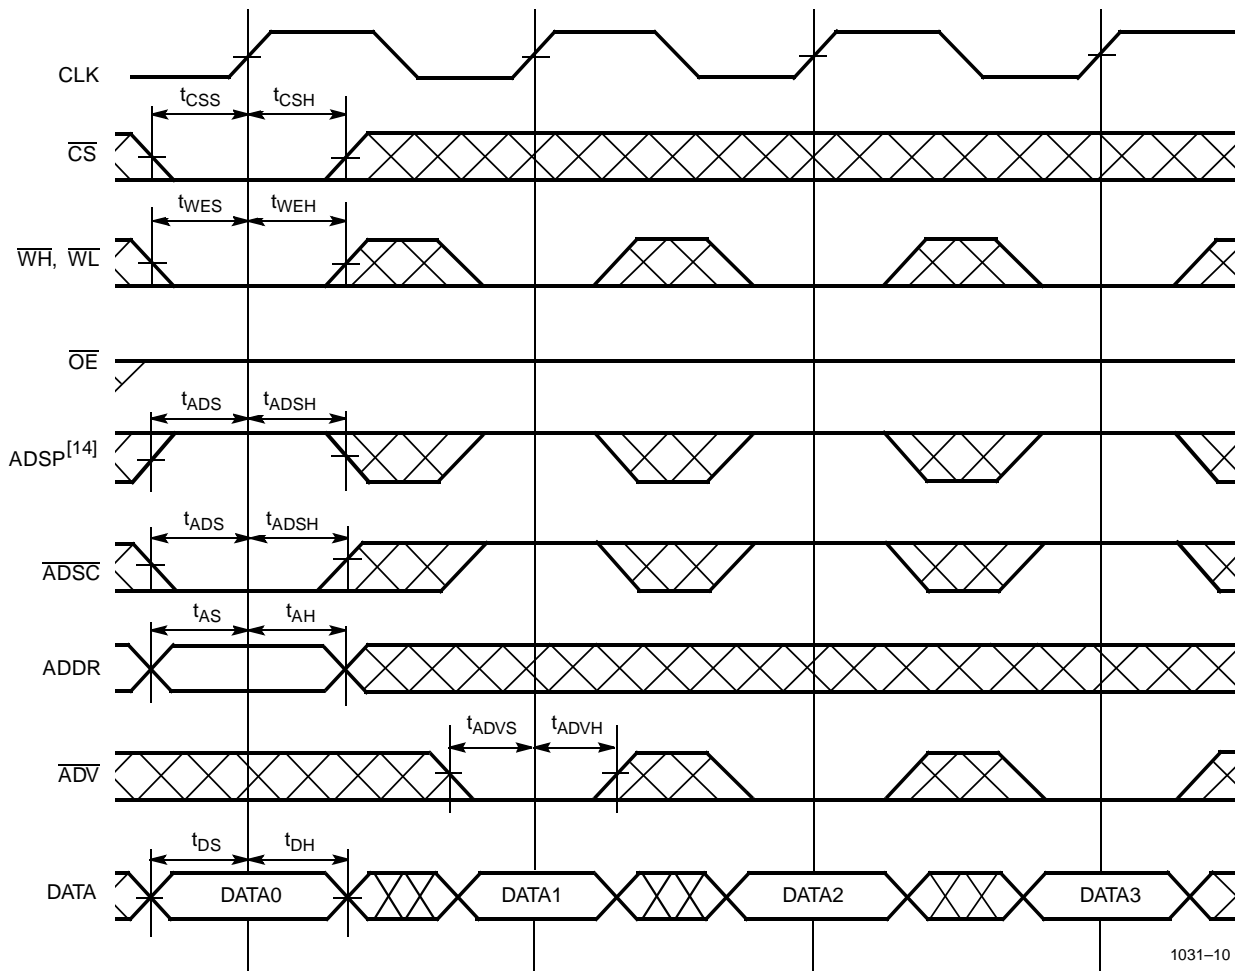 CLK
tCSS tCSH
CS
tWES tWEH
WH, WL
OE
tADS tADSH
ADSP[14]
tADS tADSH
ADSC
tAS tAH
ADDR
tADVS tADVH
ADV
tDS tDH
DATA DATA0 DATA1 DATA2 DATA3
1031–10